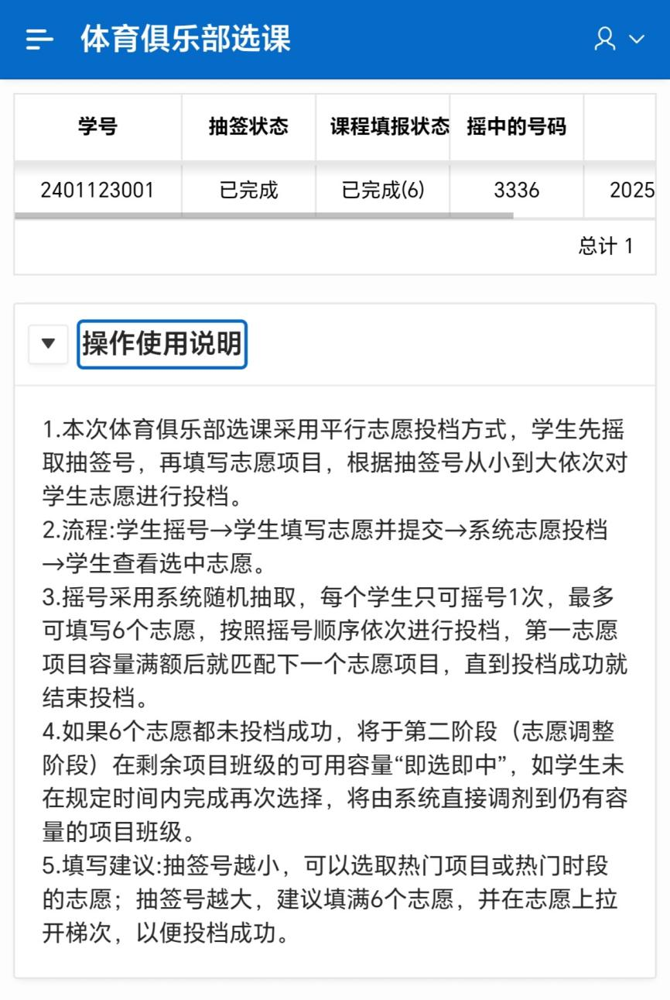 体育俱乐部选课
学号 抽签状态 课程填报状态 摇中的号码
2401123001 已完成 已完成(6) 3336 2025
总计 1
操作使用说明
1.本次体育俱乐部选课采用平行志愿投档方式，学生先摇
取抽签号，再填写志愿项目，根据抽签号从小到大依次对
学生志愿进行投档。
2.流程:学生摇号→学生填写志愿并提交→系统志愿投档
→学生查看选中志愿。
3.摇号采用系统随机抽取，每个学生只可摇号1次，最多
可填写6个志愿，按照摇号顺序依次进行投档，第一志愿
项目容量满额后就匹配下一个志愿项目，直到投档成功就
结束投档。
4.如果6个志愿都未投档成功，将于第二阶段（志愿调整
阶段）在剩余项目班级的可用容量“即选即中”，如学生未
在规定时间内完成再次选择，将由系统直接调剂到仍有容
量的项目班级。
5.填写建议:抽签号越小，可以选取热门项目或热门时段
的志愿；抽签号越大，建议填满6个志愿，并在志愿上拉
开梯次，以便投档成功。